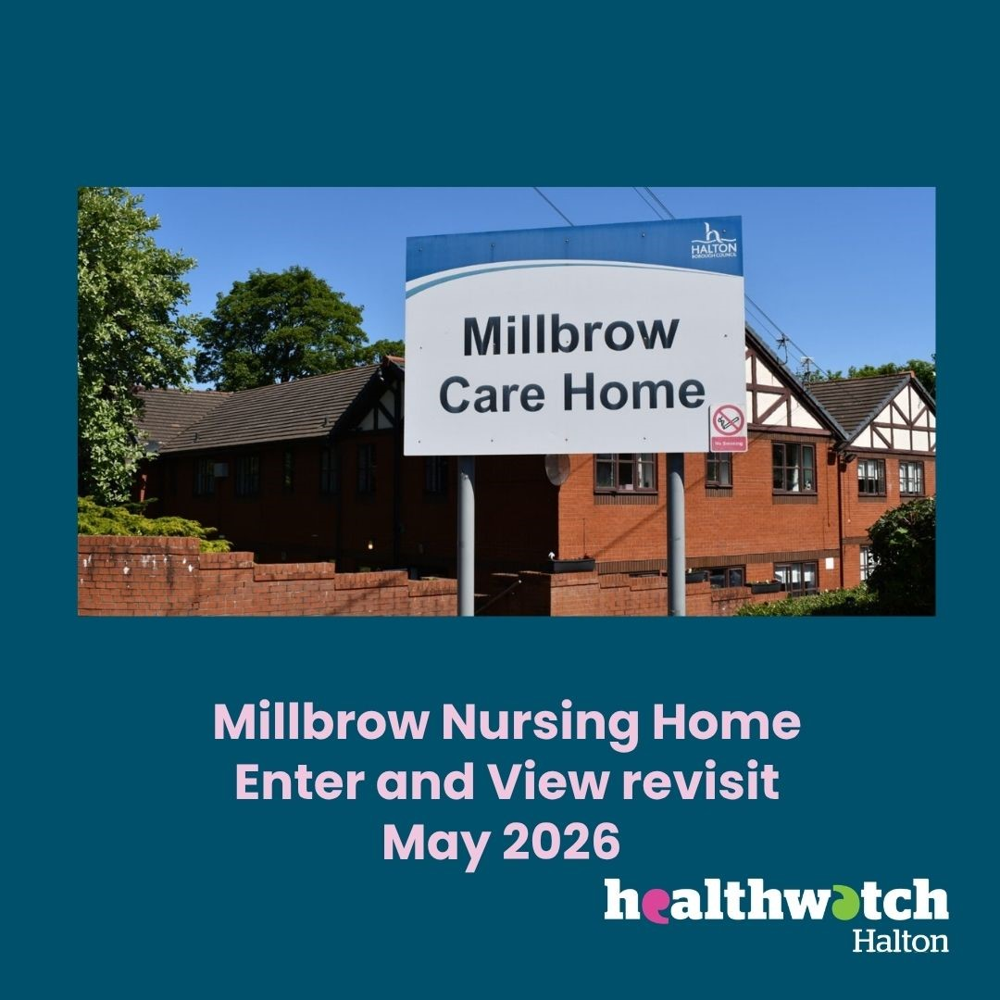 HALTON
BOROUGH COUNCIL
Millbrow
Care Home
No Smoking
Millbrow Nursing Home
Enter and View revisit
May 2026
healthwatch
Halton